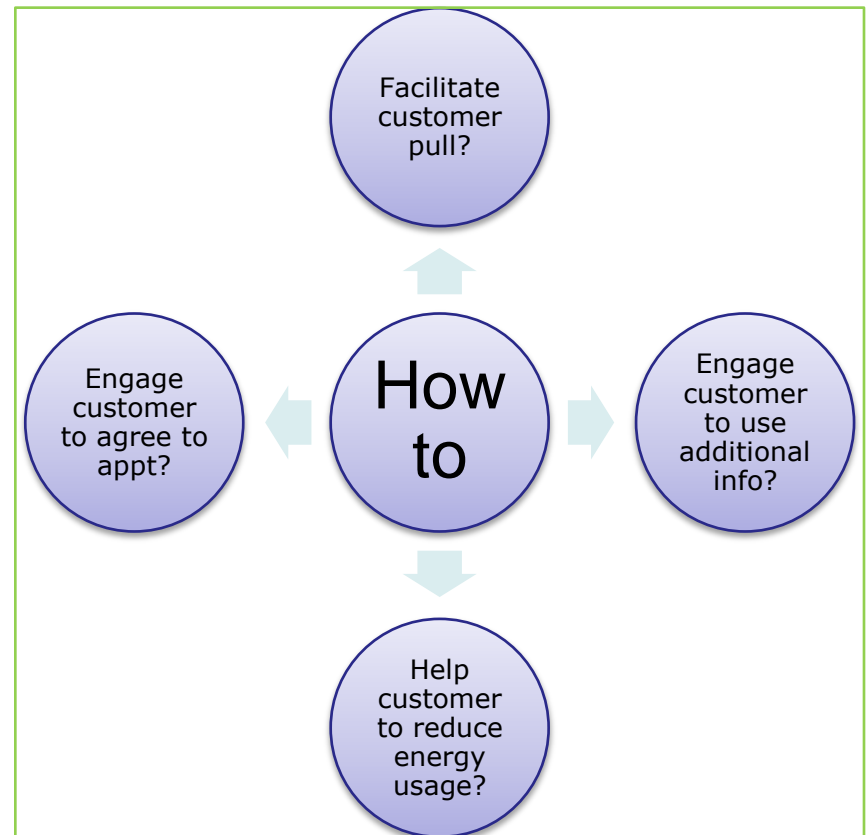 Facilitate
customer
pull?
Engage
customer
to agree to
appt?
How
to
Engage
customer
to use
additional
info?
Help
customer
to reduce
energy
usage?